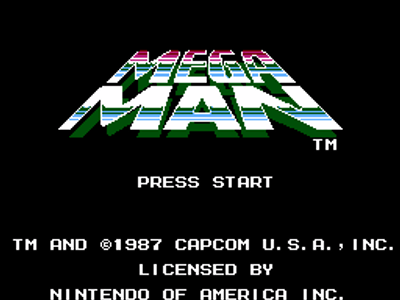 MEGA
MAN
TM
PRESS START
TM AND ©1987 CAPCOM U.S.A., INC.
LICENSED BY
NINTENDO OF AMERICA INC.